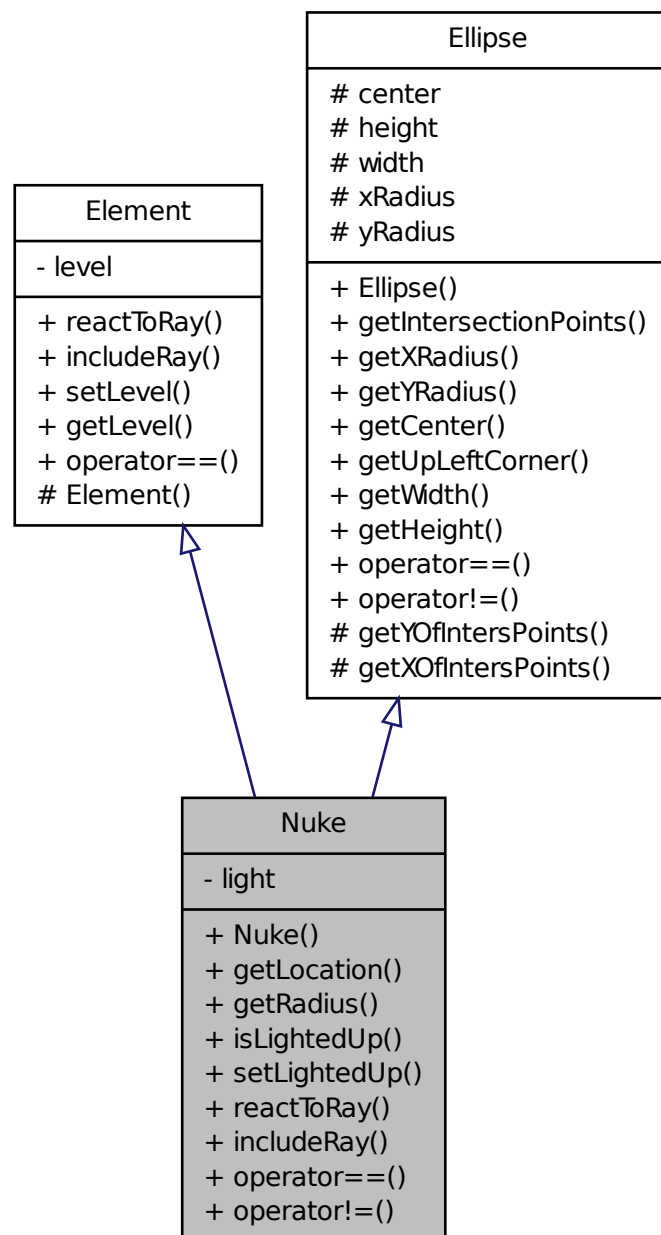 Ellipse
# center
# height
# width
# xRadius
# yRadius
+ Ellipse()
+ getIntersectionPoints()
+ getXRadius()
+ getYRadius()
+ getCenter()
+ getUpLeftCorner()
+ getWidth()
+ getHeight()
+ operator==()
+ operator!=()
# getYOfIntersPoints()
# getXOfIntersPoints()
Element
- level
+ reactToRay()
+ includeRay()
+ setLevel()
+ getLevel()
+ operator==()
# Element()
Nuke
- light
+ Nuke()
+ getLocation()
+ getRadius()
+ isLightedUp()
+ setLightedUp()
+ reactToRay()
+ includeRay()
+ operator==()
+ operator!=()